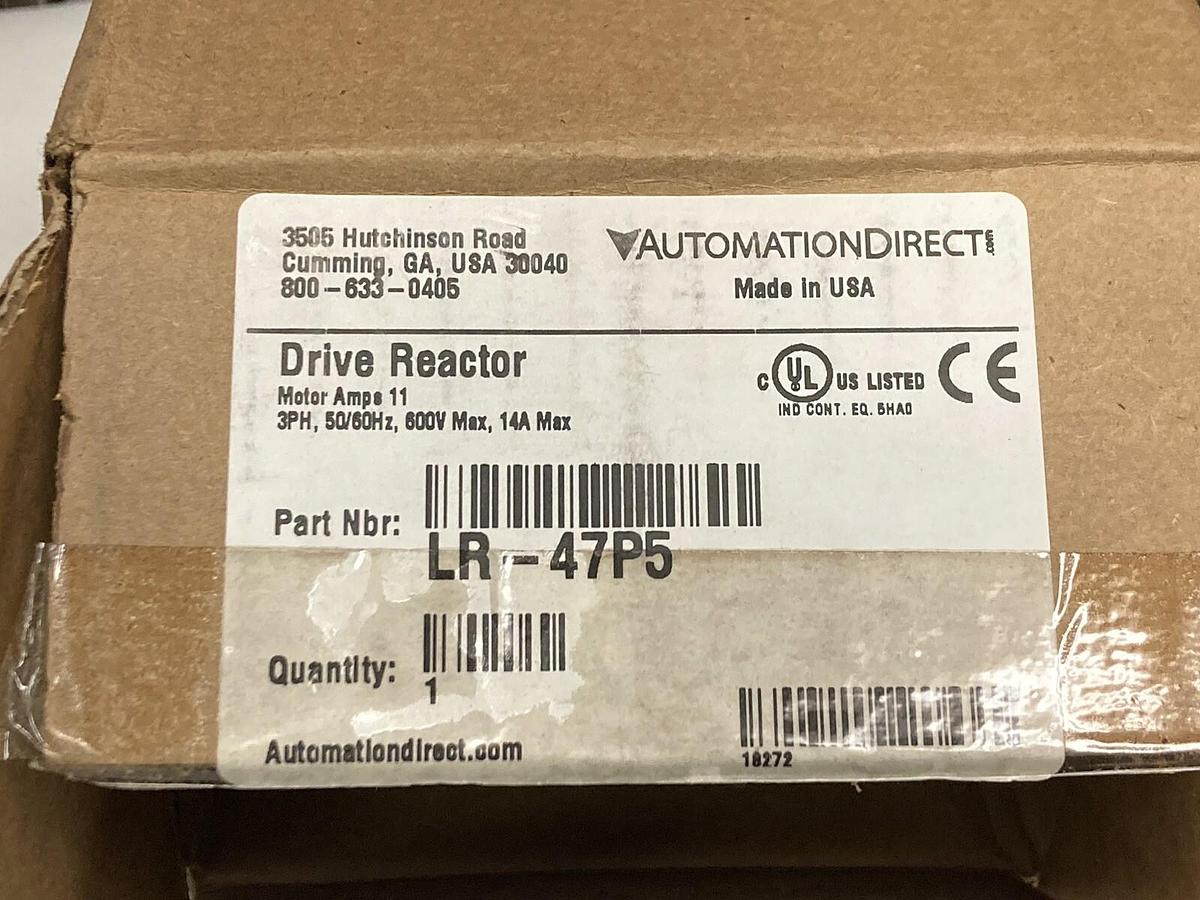 3505 Hutchinson Road
Cumming, GA, USA 30040
800-633-0405
AUTOMATIONDIRECT.com
Made in USA
Drive Reactor
Motor Amps 11
3PH, 50/60Hz, 600V Max, 14A Max
C UL US LISTED CE
IND CONT. EQ. 5HA0
Part Nbr:
LR-47P5
Quantity:
1
Automationdirect.com
18272